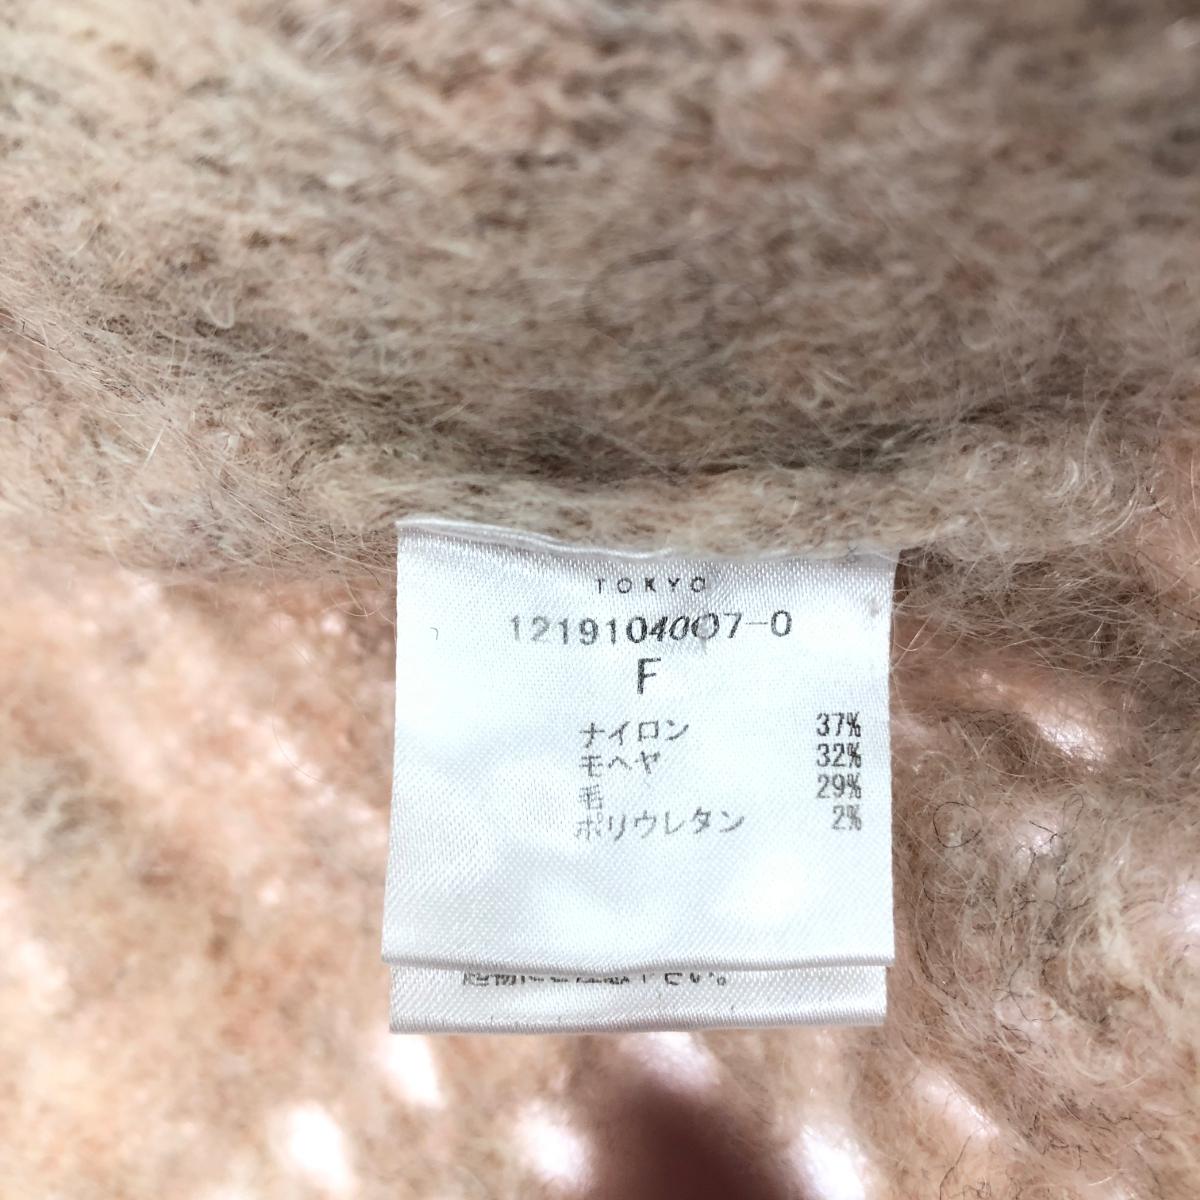 TOKYO
1219104007-0
F
ナイロン 37%
モヘヤ 32%
毛 29%
ポリウレタン 2%